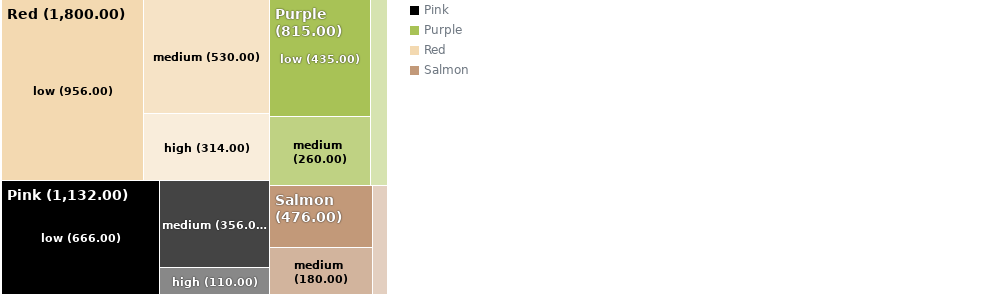 Red (1,800.00)
low (956.00)
medium (530.00)
high (314.00)
Purple
(815.00)
low (435.00)
medium
(260.00)
Pink (1,132.00)
low (666.00)
medium (356.0…
high (110.00)
Salmon
(476.00)
medium
(180.00)
Pink
Purple
Red
Salmon